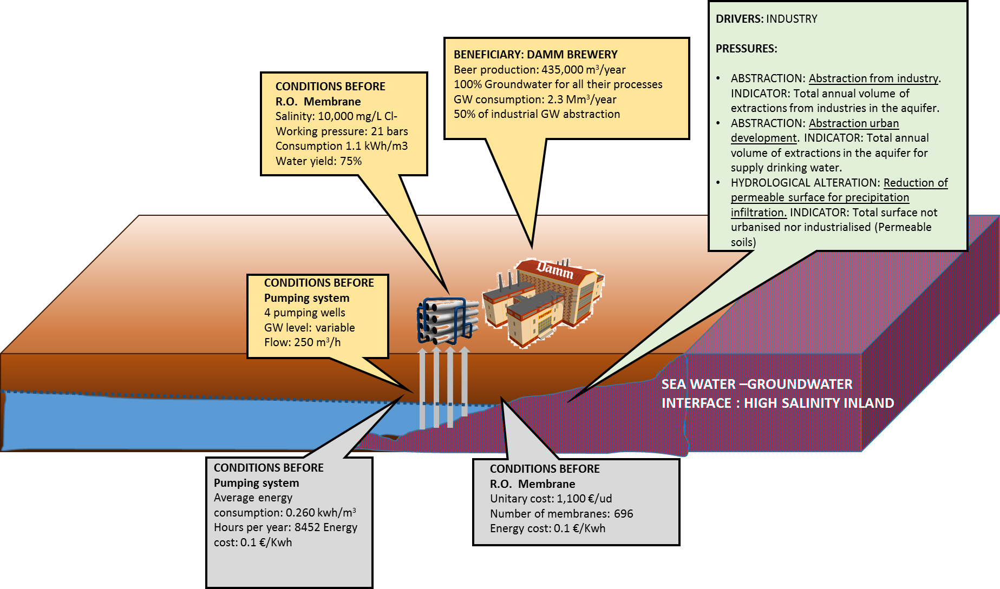 DRIVERS: INDUSTRY
PRESSURES:
• ABSTRACTION: Abstraction from industry.
INDICATOR: Total annual volume of
extractions from industries in the aquifer.
• ABSTRACTION: Abstraction urban
development. INDICATOR: Total annual
volume of extractions in the aquifer for
supply drinking water.
• HYDROLOGICAL ALTERATION: Reduction of
permeable surface for precipitation
infiltration. INDICATOR: Total surface not
urbanised nor industrialised (Permeable
soils)
BENEFICIARY: DAMM BREWERY
Beer production: 435,000 m³/year
100% Groundwater for all their processes
GW consumption: 2.3 Mm³/year
50% of industrial GW abstraction
CONDITIONS BEFORE
R.O. Membrane
Salinity: 10,000 mg/L Cl-
Working pressure: 21 bars
Consumption 1.1 kWh/m3
Water yield: 75%
Damm
FACTORY
CONDITIONS BEFORE
Pumping system
4 pumping wells
GW level: variable
Flow: 250 m³/h
SEA WATER –GROUNDWATER
INTERFACE : HIGH SALINITY INLAND
CONDITIONS BEFORE
Pumping system
Average energy
consumption: 0.260 kwh/m³
Hours per year: 8452 Energy
cost: 0.1 €/Kwh
CONDITIONS BEFORE
R.O. Membrane
Unitary cost: 1,100 €/ud
Number of membranes: 696
Energy cost: 0.1 €/Kwh